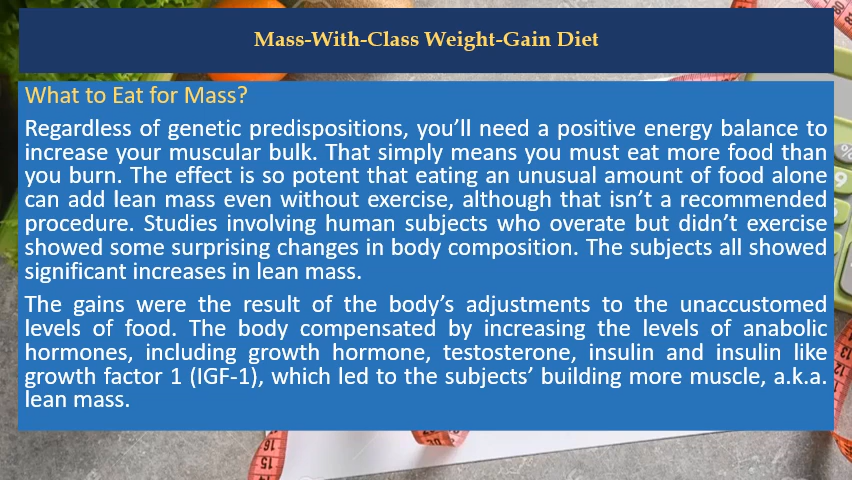 Mass-With-Class Weight-Gain Diet
What to Eat for Mass?
Regardless of genetic predispositions, you’ll need a positive energy balance to
increase your muscular bulk. That simply means you must eat more food than
you burn. The effect is so potent that eating an unusual amount of food alone
can add lean mass even without exercise, although that isn’t a recommended
procedure. Studies involving human subjects who overate but didn’t exercise
showed some surprising changes in body composition. The subjects all showed
significant increases in lean mass.
The gains were the result of the body’s adjustments to the unaccustomed
levels of food. The body compensated by increasing the levels of anabolic
hormones, including growth hormone, testosterone, insulin and insulin like
growth factor 1 (IGF-1), which led to the subjects’ building more muscle, a.k.a.
lean mass.
16
15